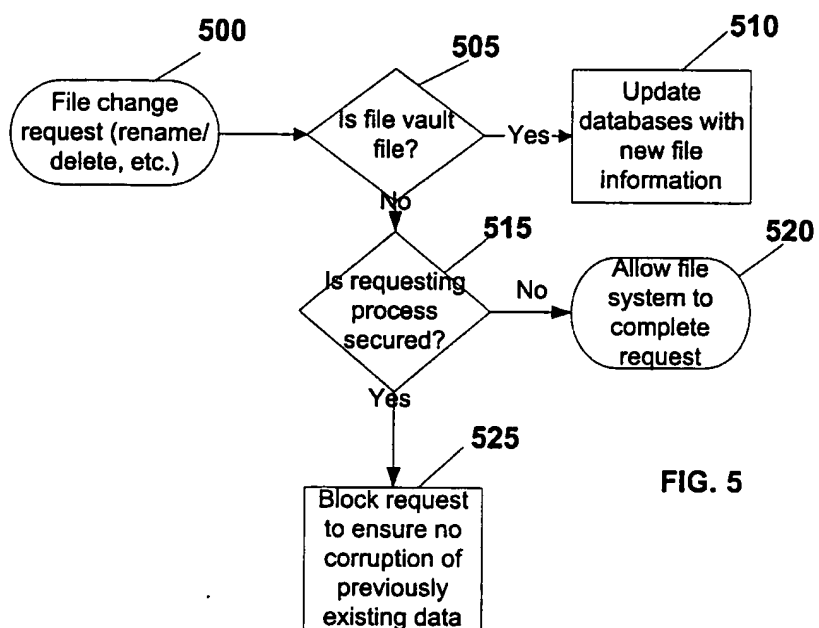 500
File change
request (rename/
delete, etc.)
505
Is file vault
file?
Yes
510
Update
databases with
new file
information
No
515
Is requesting
process
secured?
No
520
Allow file
system to
complete
request
Yes
525
Block request
to ensure no
corruption of
previously
existing data
FIG. 5